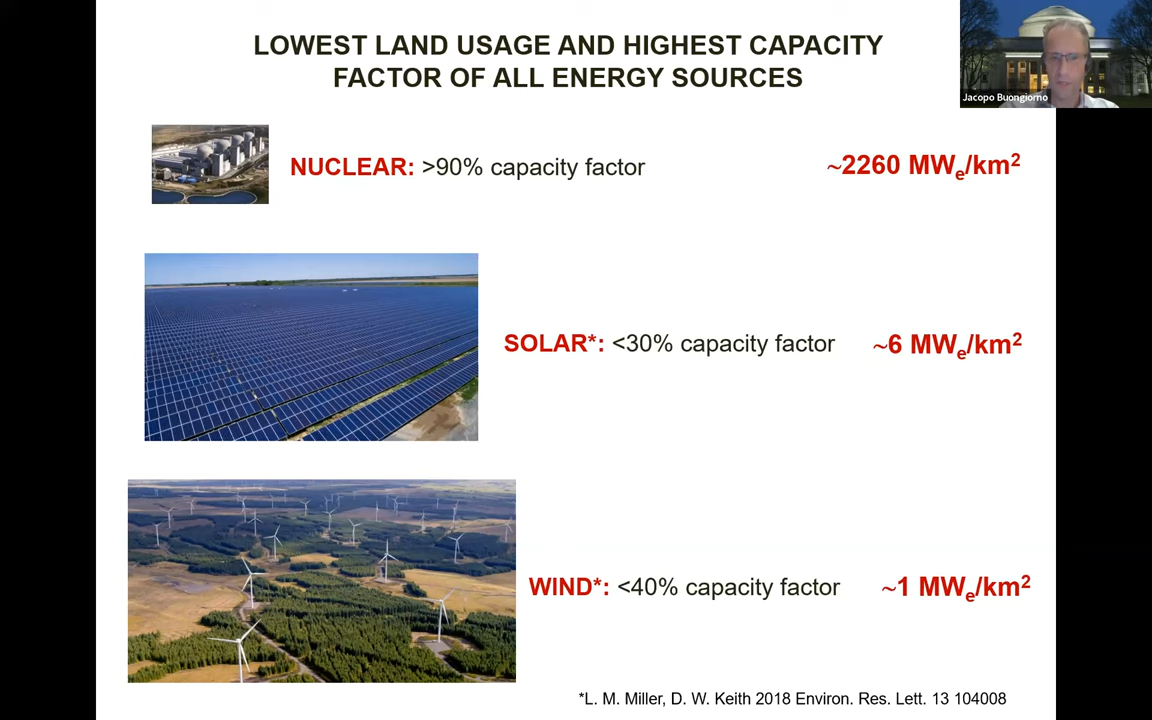 LOWEST LAND USAGE AND HIGHEST CAPACITY
FACTOR OF ALL ENERGY SOURCES
Jacopo Buongiorno
NUCLEAR: >90% capacity factor ~2260 MWe/km²
SOLAR*: <30% capacity factor ~6 MWe/km²
WIND*: <40% capacity factor ~1 MWe/km²
*L. M. Miller, D. W. Keith 2018 Environ. Res. Lett. 13 104008